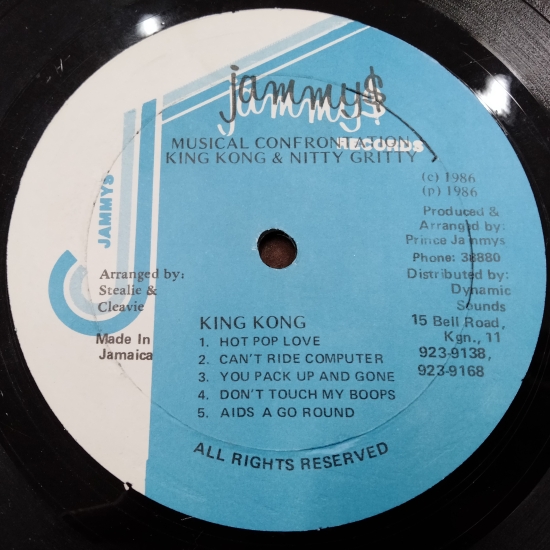 jammy$
jammy$
RECORD$
MUSICAL CONFRONTATION
KING KONG & NITTY GRITTY
JAMMY$
(c) 1986
(p) 1986
Produced &
Arranged by:
Prince Jammys
Phone: 38880
Distributed by:
Dynamic
Sounds
15 Bell Road,
Kgn., 11
923-9138,
923-9168
Arranged by:
Stealie &
Cleavie
Made In
Jamaica
KING KONG
1. HOT POP LOVE
2. CAN'T RIDE COMPUTER
3. YOU PACK UP AND GONE
4. DON'T TOUCH MY BOOPS
5. AIDS A GO ROUND
ALL RIGHTS RESERVED